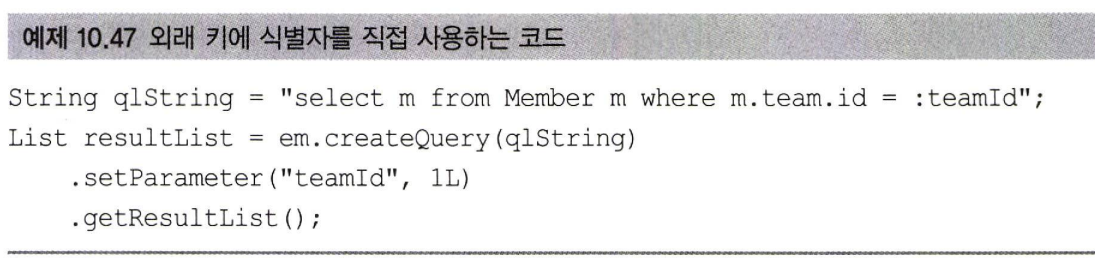 예제 10.47 외래 키에 식별자를 직접 사용하는 코드
String qlString = "select m from Member m where m.team.id = :teamId";
List resultList = em.createQuery(qlString)
.setParameter("teamId", 1L)
.getResultList();